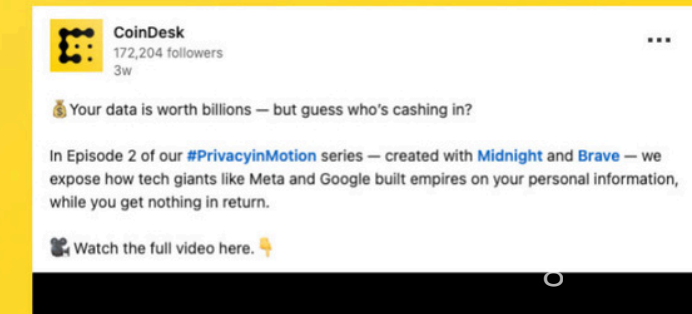 CoinDesk
172,204 followers
3w
💰Your data is worth billions — but guess who's cashing in?
In Episode 2 of our #PrivacyinMotion series — created with Midnight and Brave — we
expose how tech giants like Meta and Google built empires on your personal information,
while you get nothing in return.
🎥 Watch the full video here.👇